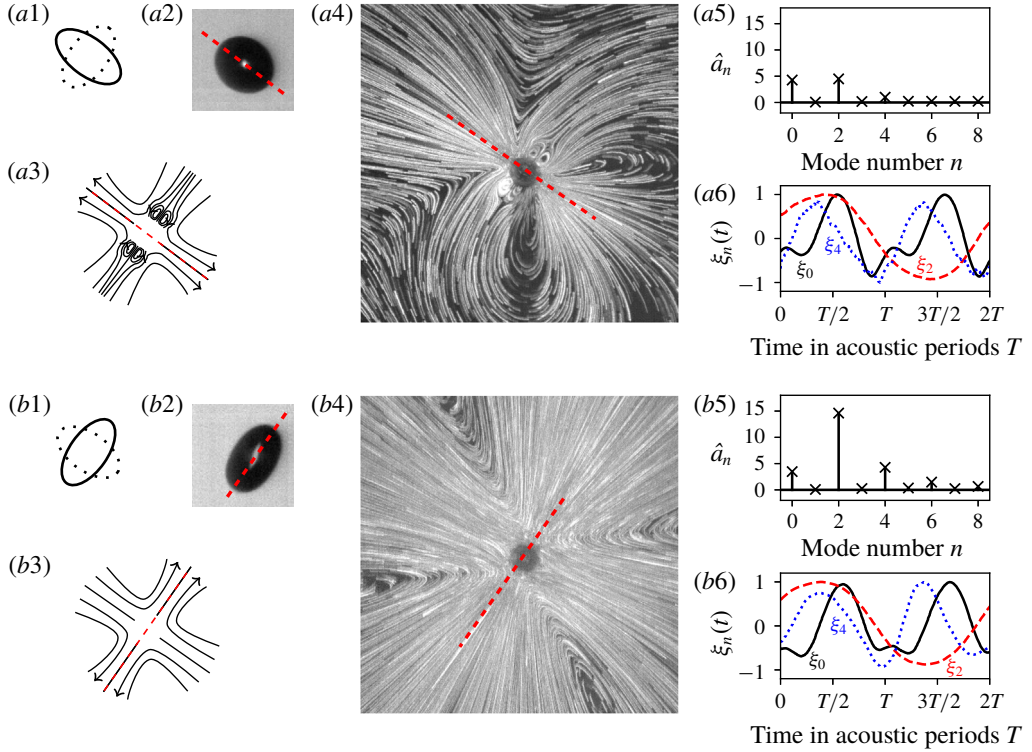 (a1)
(a2)
(a3)
(a4)
(a5)
15
10
5
0
â_n
0 2 4 6 8
Mode number n
(a6)
1
0
−1
ξ_n(t)
ξ_0
ξ_4
ξ_2
0 T/2 T 3T/2 2T
Time in acoustic periods T
(b1)
(b2)
(b3)
(b4)
(b5)
15
10
5
0
â_n
0 2 4 6 8
Mode number n
(b6)
1
0
−1
ξ_n(t)
ξ_0
ξ_4
ξ_2
0 T/2 T 3T/2 2T
Time in acoustic periods T